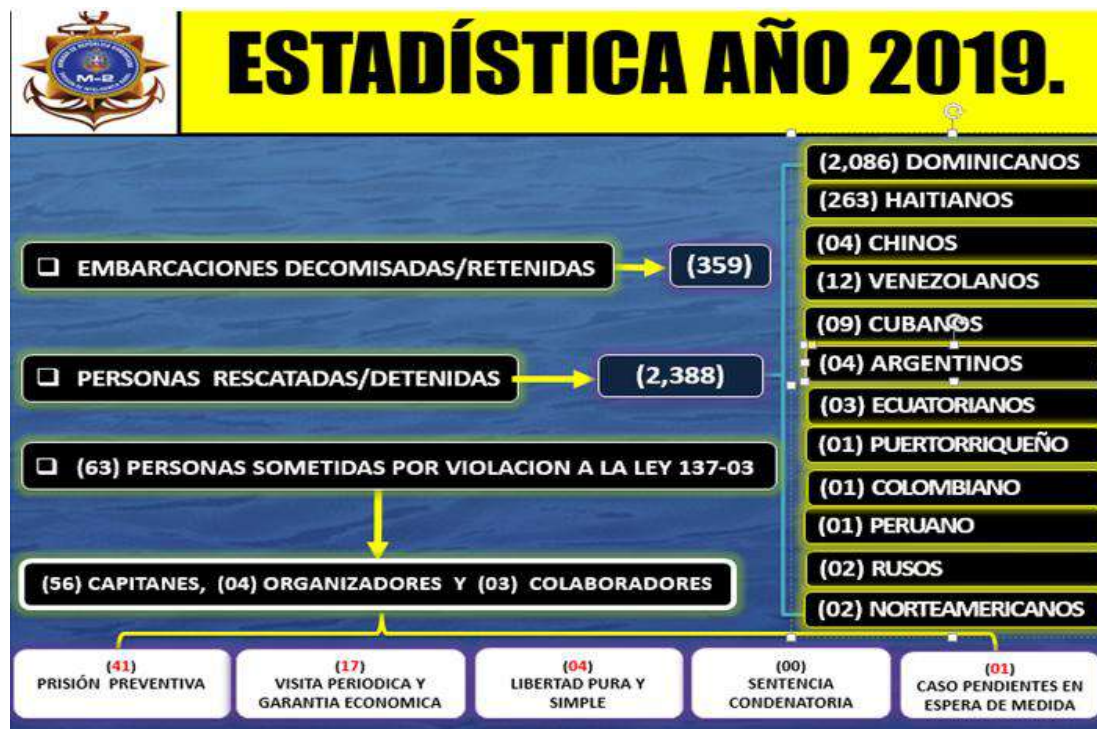 ESTADÍSTICA AÑO 2019.
M-2
❑ EMBARCACIONES DECOMISADAS/RETENIDAS
(359)
❑ PERSONAS RESCATADAS/DETENIDAS
(2,388)
(2,086) DOMINICANOS
(263) HAITIANOS
(04) CHINOS
(12) VENEZOLANOS
(09) CUBANOS
(04) ARGENTINOS
(03) ECUATORIANOS
(01) PUERTORRIQUEÑO
(01) COLOMBIANO
(01) PERUANO
(02) RUSOS
(02) NORTEAMERICANOS
❑ (63) PERSONAS SOMETIDAS POR VIOLACION A LA LEY 137-03
(56) CAPITANES, (04) ORGANIZADORES Y (03) COLABORADORES
(41)
PRISIÓN PREVENTIVA
(17)
VISITA PERIODICA Y
GARANTIA ECONOMICA
(04)
LIBERTAD PURA Y
SIMPLE
(00)
SENTENCIA
CONDENATORIA
(01)
CASO PENDIENTES EN
ESPERA DE MEDIDA